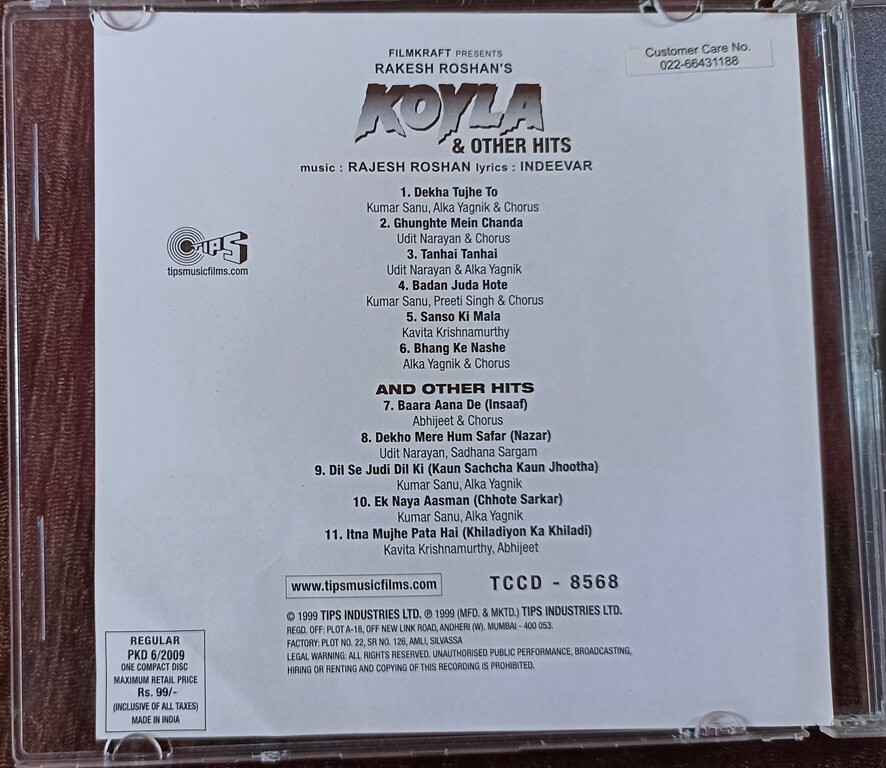 FILMKRAFT PRESENTS
RAKESH ROSHAN'S
KOYLA
& OTHER HITS
music : RAJESH ROSHAN lyrics : INDEEVAR
Customer Care No.
022-66431188
1. Dekha Tujhe To
Kumar Sanu, Alka Yagnik & Chorus
2. Ghunghte Mein Chanda
Udit Narayan & Chorus
3. Tanhai Tanhai
Udit Narayan & Alka Yagnik
4. Badan Juda Hote
Kumar Sanu, Preeti Singh & Chorus
5. Sanso Ki Mala
Kavita Krishnamurthy
6. Bhang Ke Nashe
Alka Yagnik & Chorus
TIPS
tipsmusicfilms.com
AND OTHER HITS
7. Baara Aana De (Insaaf)
Abhijeet & Chorus
8. Dekho Mere Hum Safar (Nazar)
Udit Narayan, Sadhana Sargam
9. Dil Se Judi Dil Ki (Kaun Sachcha Kaun Jhootha)
Kumar Sanu, Alka Yagnik
10. Ek Naya Aasman (Chhote Sarkar)
Kumar Sanu, Alka Yagnik
11. Itna Mujhe Pata Hai (Khiladiyon Ka Khiladi)
Kavita Krishnamurthy, Abhijeet
www.tipsmusicfilms.com TCCD - 8568
© 1999 TIPS INDUSTRIES LTD. ℗ 1999 (MFD. & MKTD.) TIPS INDUSTRIES LTD.
REGD. OFF: PLOT A-18, OFF NEW LINK ROAD, ANDHERI (W). MUMBAI - 400 053.
FACTORY: PLOT NO. 22, SR NO. 126, AMLI, SILVASSA
LEGAL WARNING: ALL RIGHTS RESERVED. UNAUTHORISED PUBLIC PERFORMANCE, BROADCASTING,
HIRING OR RENTING AND COPYING OF THIS RECORDING IS PROHIBITED.
REGULAR
PKD 6/2009
ONE COMPACT DISC
MAXIMUM RETAIL PRICE
Rs. 99/-
(INCLUSIVE OF ALL TAXES)
MADE IN INDIA